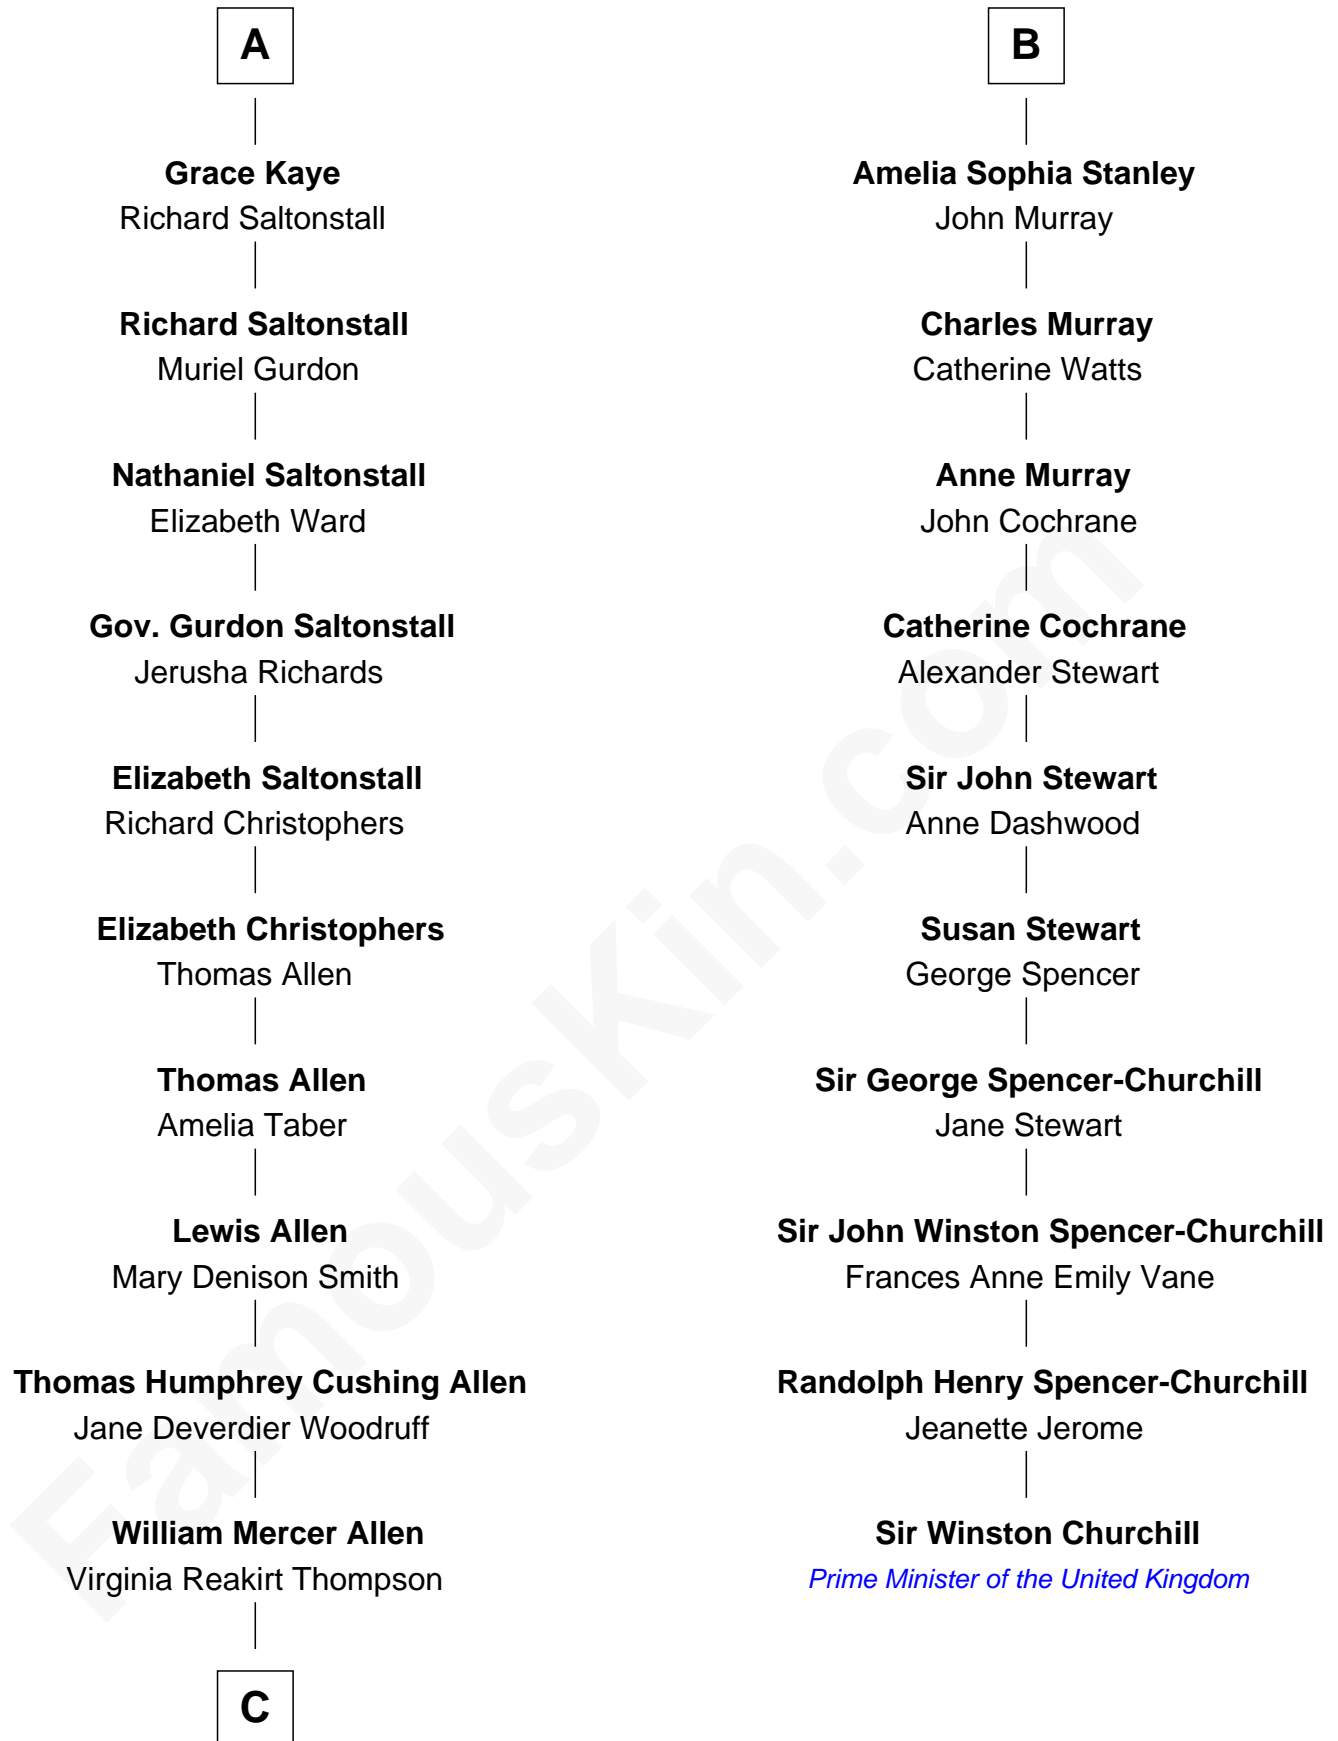 A
Grace Kaye
Richard Saltonstall
Richard Saltonstall
Muriel Gurdon
Nathaniel Saltonstall
Elizabeth Ward
Gov. Gurdon Saltonstall
Jerusha Richards
Elizabeth Saltonstall
Richard Christophers
Elizabeth Christophers
Thomas Allen
Thomas Allen
Amelia Taber
Lewis Allen
Mary Denison Smith
Thomas Humphrey Cushing Allen
Jane Deverdier Woodruff
William Mercer Allen
Virginia Reakirt Thompson
C
B
Amelia Sophia Stanley
John Murray
Charles Murray
Catherine Watts
Anne Murray
John Cochrane
Catherine Cochrane
Alexander Stewart
Sir John Stewart
Anne Dashwood
Susan Stewart
George Spencer
Sir George Spencer-Churchill
Jane Stewart
Sir John Winston Spencer-Churchill
Frances Anne Emily Vane
Randolph Henry Spencer-Churchill
Jeanette Jerome
Sir Winston Churchill
Prime Minister of the United Kingdom
FamousKin.com